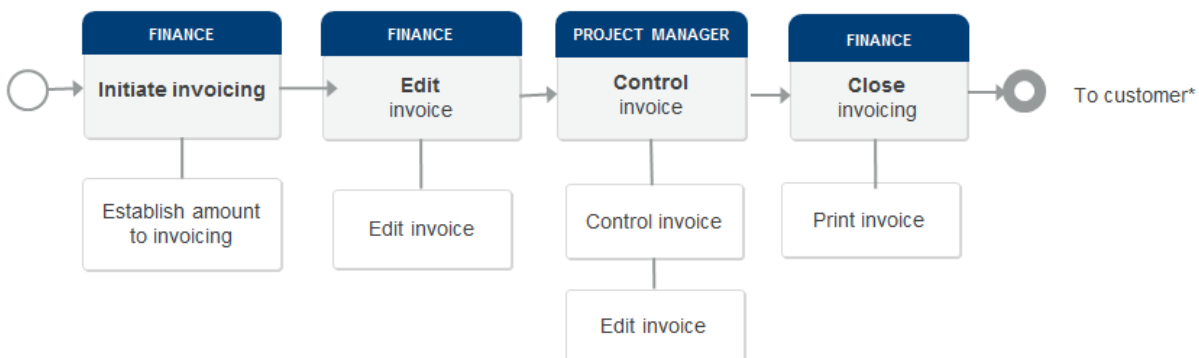 FINANCE
FINANCE
PROJECT MANAGER
FINANCE
Initiate invoicing
Edit
invoice
Control
invoice
Close
invoicing
To customer*
Establish amount
to invoicing
Edit invoice
Control invoice
Print invoice
Edit invoice